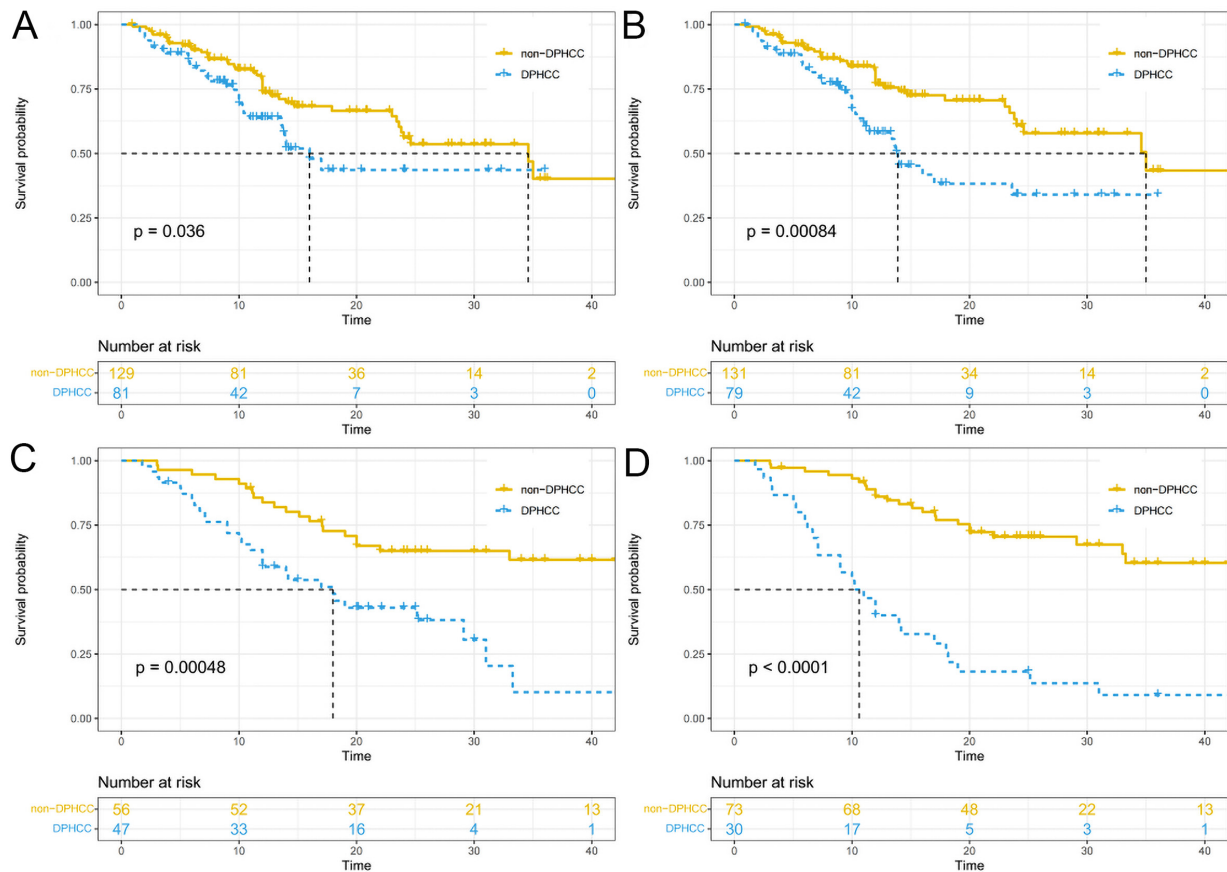 A
Survival probability
1.00
0.75
0.50
0.25
0.00
non-DPHCC
DPHCC
p = 0.036
0 10 20 30 40
Time
Number at risk
non-DPHCC 129 81 36 14 2
DPHCC 81 42 7 3 0
0 10 20 30 40
Time
B
Survival probability
1.00
0.75
0.50
0.25
0.00
non-DPHCC
DPHCC
p = 0.00084
0 10 20 30 40
Time
Number at risk
non-DPHCC 131 81 34 14 2
DPHCC 79 42 9 3 0
0 10 20 30 40
Time
C
Survival probability
1.00
0.75
0.50
0.25
0.00
non-DPHCC
DPHCC
p = 0.00048
0 10 20 30 40
Time
Number at risk
non-DPHCC 56 52 37 21 13
DPHCC 47 33 16 4 1
0 10 20 30 40
Time
D
Survival probability
1.00
0.75
0.50
0.25
0.00
non-DPHCC
DPHCC
p < 0.0001
0 10 20 30 40
Time
Number at risk
non-DPHCC 73 68 48 22 13
DPHCC 30 17 5 3 1
0 10 20 30 40
Time